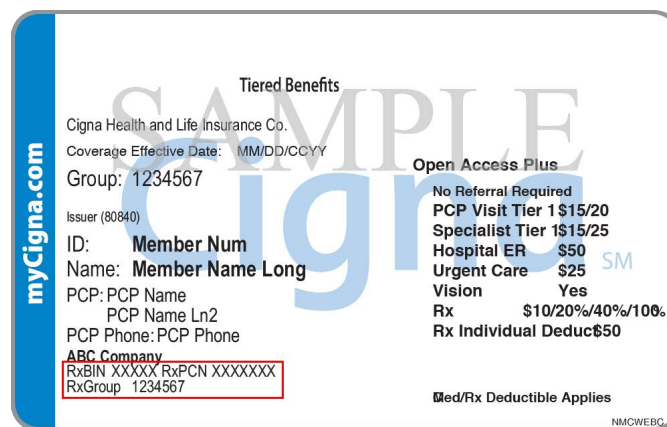 myCigna.com
SAMPLE
Cigna
SM
Tiered Benefits
Cigna Health and Life Insurance Co.
Coverage Effective Date: MM/DD/CCYY
Group: 1234567
Issuer (80840)
ID: Member Num
Name: Member Name Long
PCP: PCP Name
PCP Name Ln2
PCP Phone: PCP Phone
ABC Company
RxBIN XXXXX RxPCN XXXXXXX
RxGroup 1234567
Open Access Plus
No Referral Required
PCP Visit Tier 1 $15/20
Specialist Tier 1 $15/25
Hospital ER $50
Urgent Care $25
Vision Yes
Rx $10/20%/40%/100%
Rx Individual Deduct $50
Med/Rx Deductible Applies